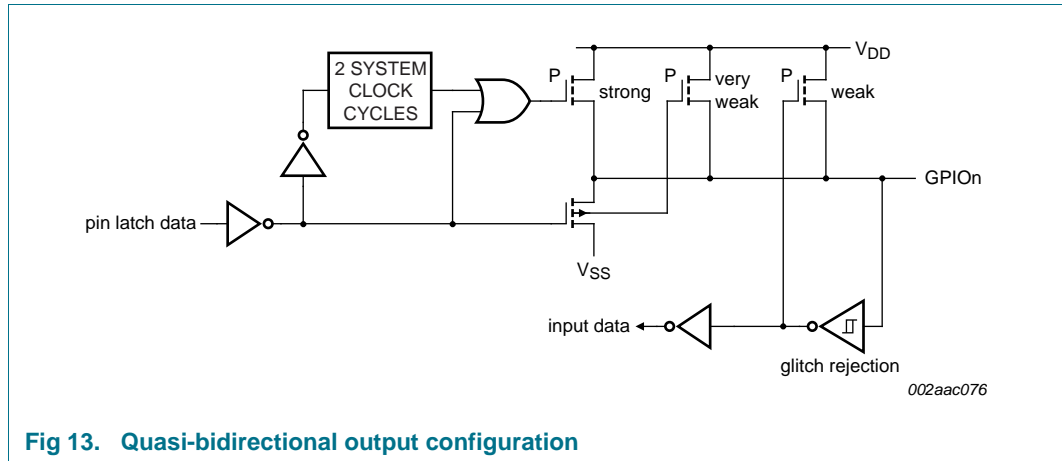 2 SYSTEM
CLOCK
CYCLES
P
strong
P
very
weak
P
weak
VDD
GPIOn
pin latch data
VSS
input data
glitch rejection
002aac076
Fig 13. Quasi-bidirectional output configuration